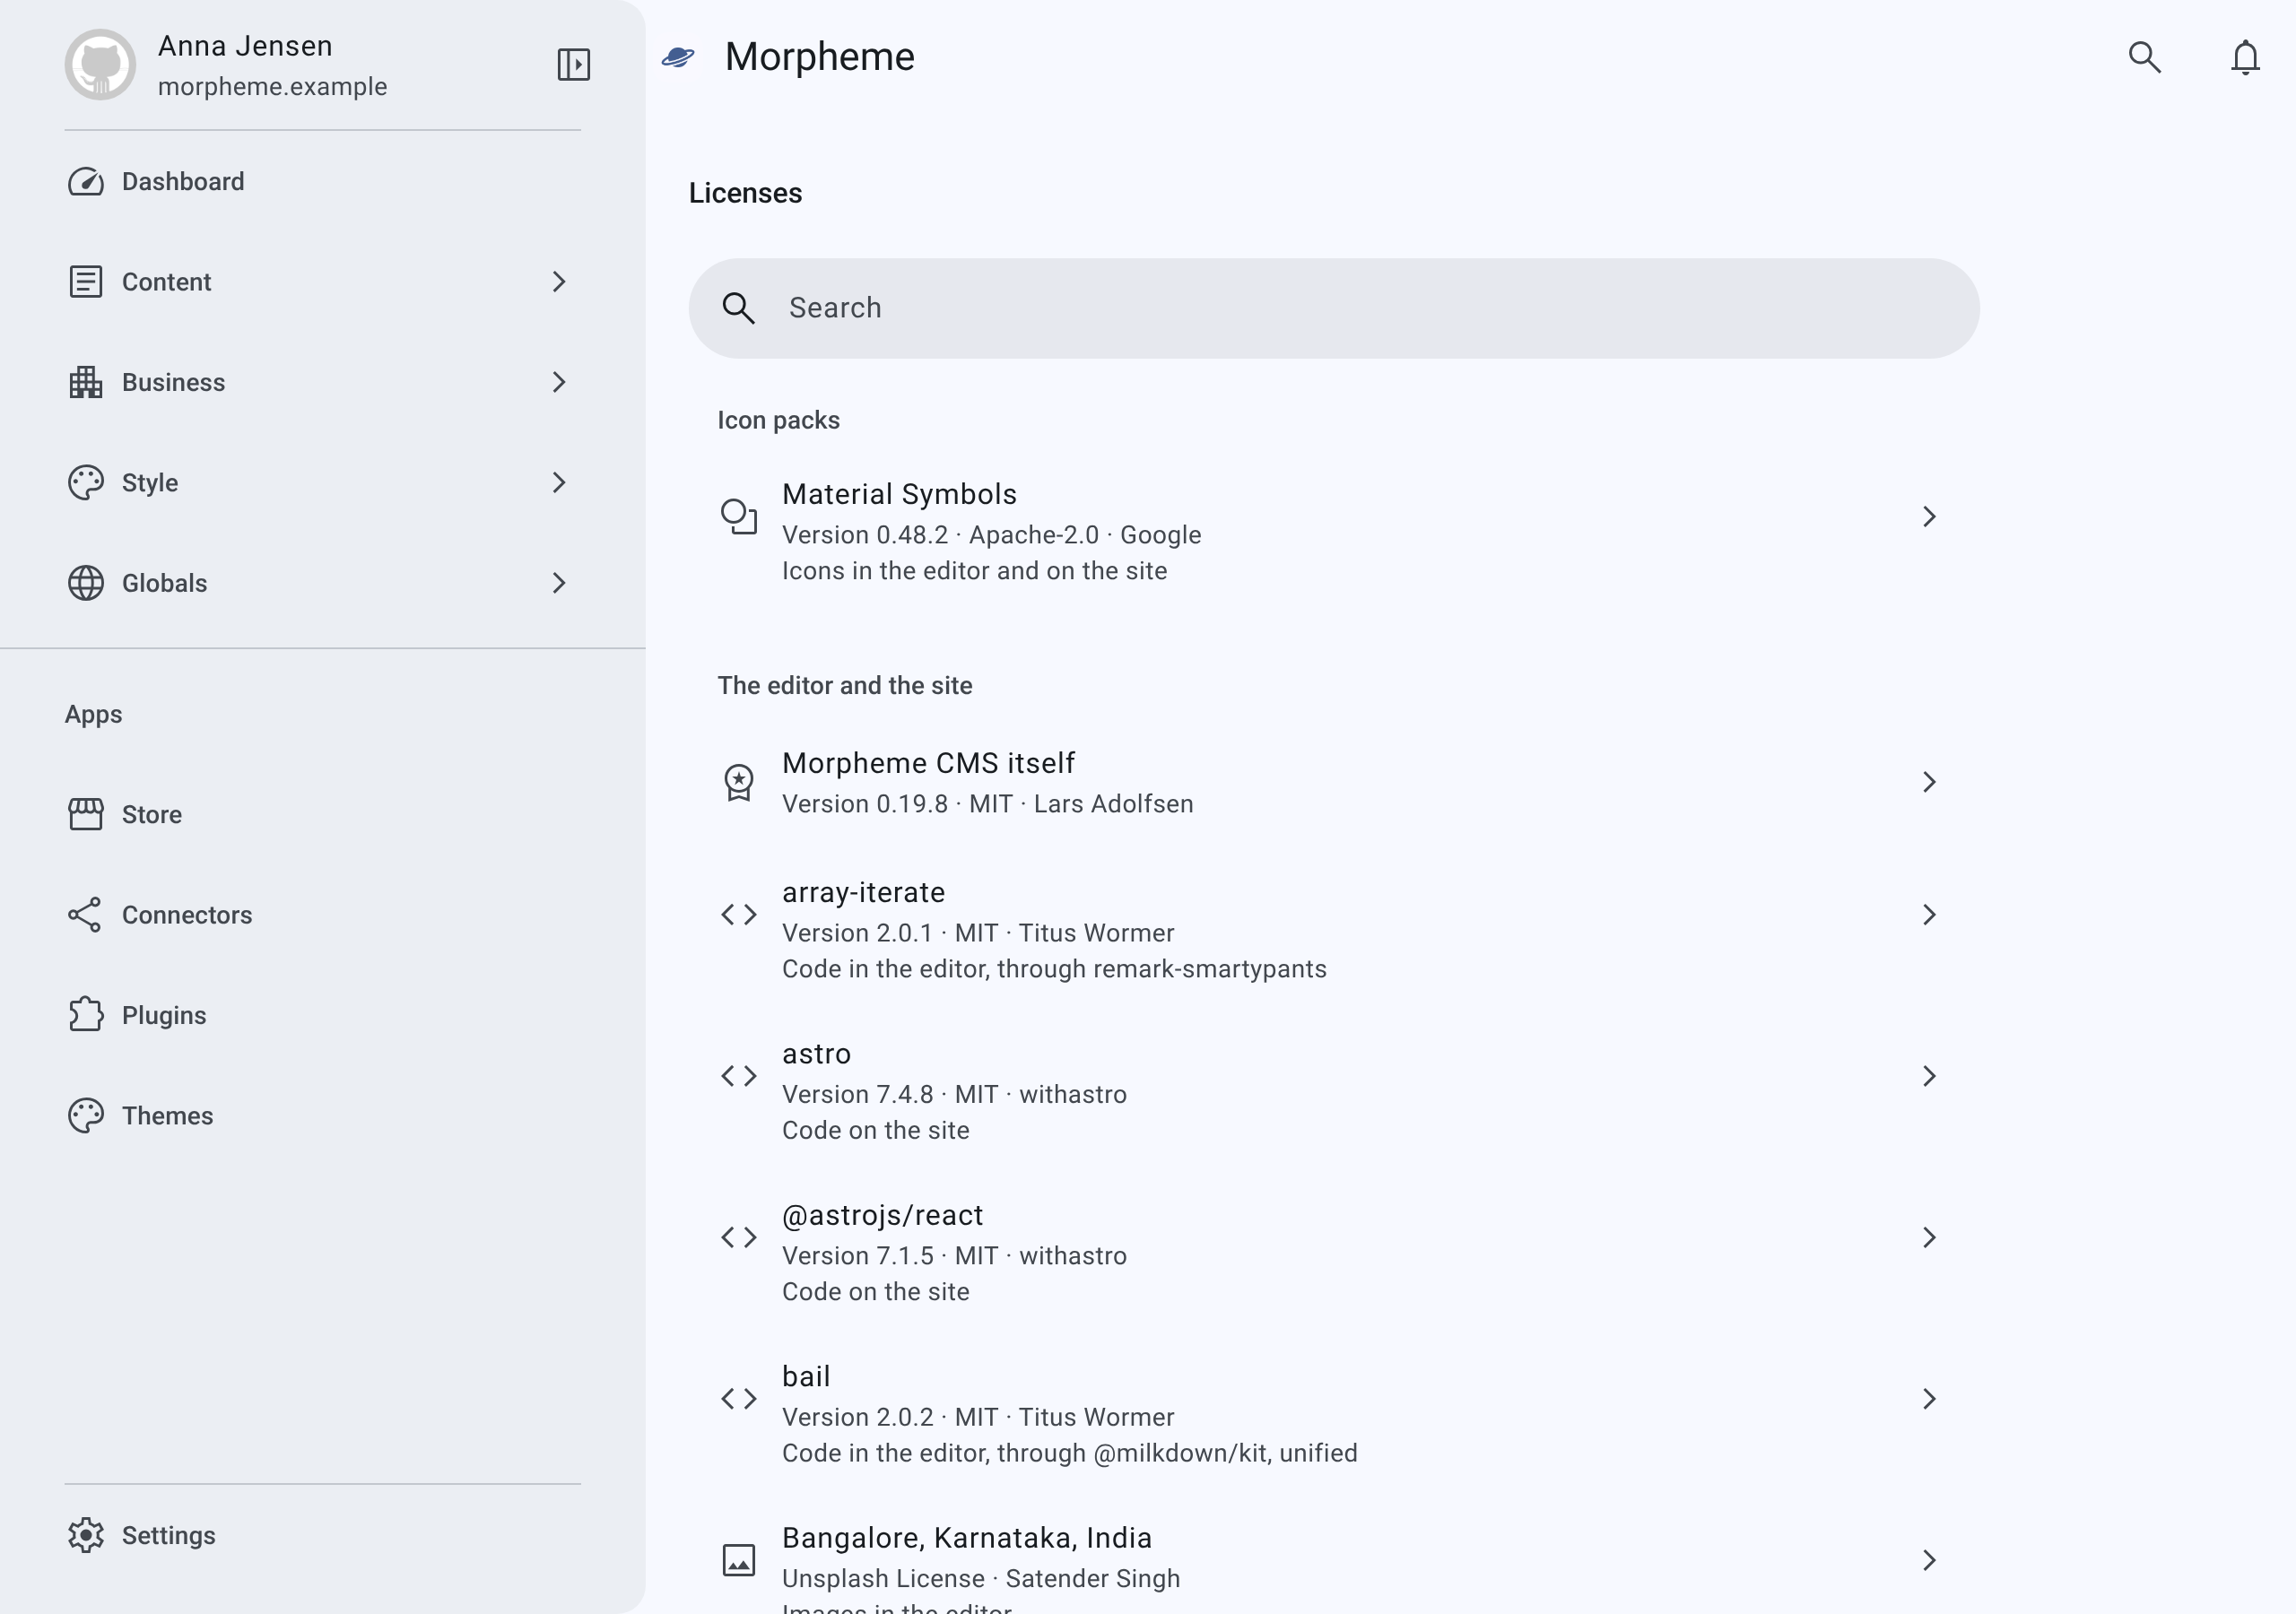 Anna Jensen
morpheme.example
Dashboard
Content
Business
Style
Globals
Apps
Store
Connectors
Plugins
Themes
Settings
Morpheme
Licenses
Search
Icon packs
Material Symbols
Version 0.48.2 · Apache-2.0 · Google
Icons in the editor and on the site
The editor and the site
Morpheme CMS itself
Version 0.19.8 · MIT · Lars Adolfsen
array-iterate
Version 2.0.1 · MIT · Titus Wormer
Code in the editor, through remark-smartypants
astro
Version 7.4.8 · MIT · withastro
Code on the site
@astrojs/react
Version 7.1.5 · MIT · withastro
Code on the site
bail
Version 2.0.2 · MIT · Titus Wormer
Code in the editor, through @milkdown/kit, unified
Bangalore, Karnataka, India
Unsplash License · Satender Singh
Images in the editor